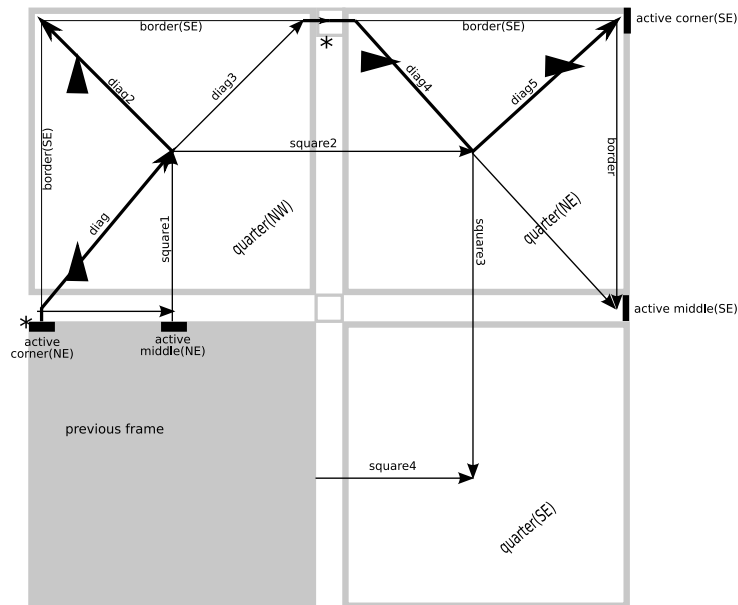 border(SE)
border(SE)
active corner(SE)
*
diag2
diag3
diag4
diag5
border(SE)
square2
border
diag
square1
quarter(NW)
square3
quarter(NE)
*
active
corner(NE)
active
middle(NE)
active middle(SE)
previous frame
square4
quarter(SE)